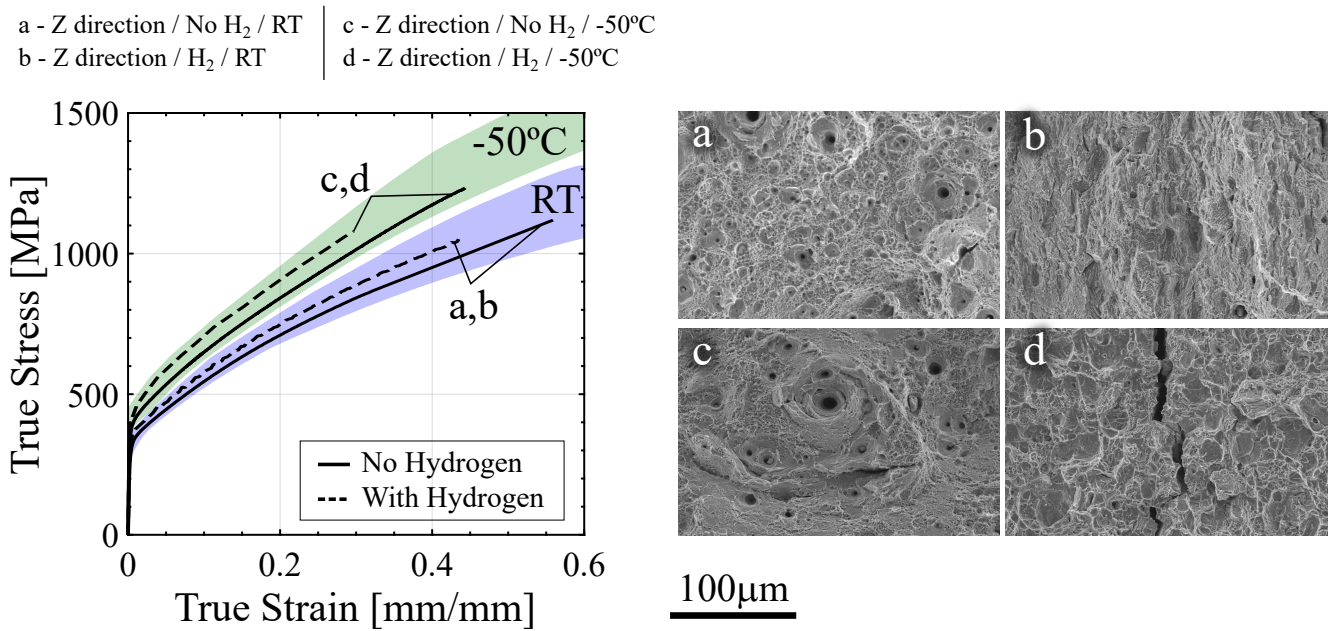 a - Z direction / No H₂ / RT
b - Z direction / H₂ / RT
c - Z direction / No H₂ / -50ºC
d - Z direction / H₂ / -50ºC
True Stress [MPa]
1500
1000
500
0
-50ºC
c,d
RT
a,b
No Hydrogen
With Hydrogen
0
0.2
0.4
0.6
True Strain [mm/mm]
a
b
c
d
100μm